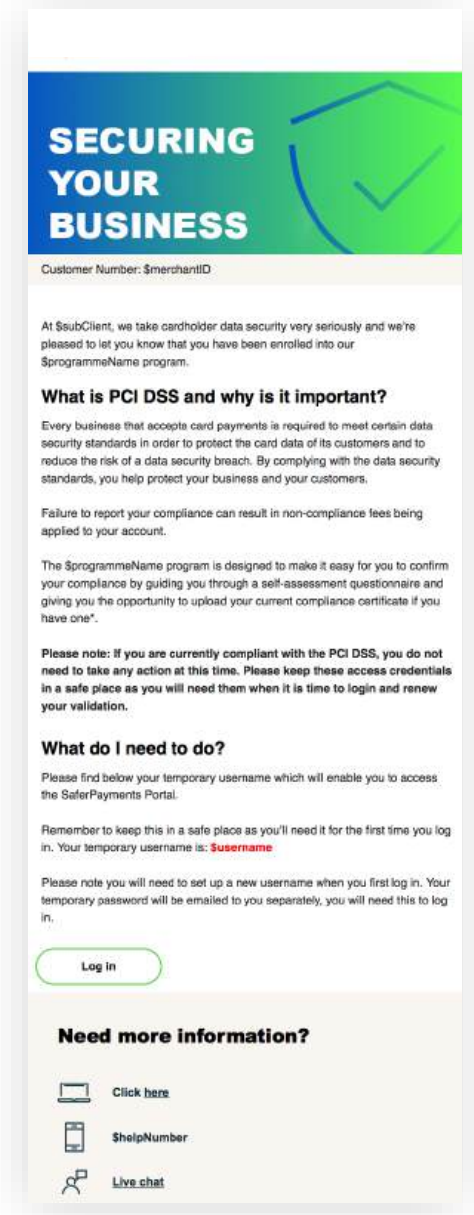 SECURING
YOUR
BUSINESS
Customer Number: $merchantID
At $subClient, we take cardholder data security very seriously and we're
pleased to let you know that you have been enrolled into our
$programmeName program.
What is PCI DSS and why is it important?
Every business that accepts card payments is required to meet certain data
security standards in order to protect the card data of its customers and to
reduce the risk of a data security breach. By complying with the data security
standards, you help protect your business and your customers.
Failure to report your compliance can result in non-compliance fees being
applied to your account.
The $programmeName program is designed to make it easy for you to confirm
your compliance by guiding you through a self-assessment questionnaire and
giving you the opportunity to upload your current compliance certificate if you
have one*.
Please note: If you are currently compliant with the PCI DSS, you do not
need to take any action at this time. Please keep these access credentials
in a safe place as you will need them when it is time to login and renew
your validation.
What do I need to do?
Please find below your temporary username which will enable you to access
the SaferPayments Portal.
Remember to keep this in a safe place as you'll need it for the first time you log
in. Your temporary username is: $username
Please note you will need to set up a new username when you first log in. Your
temporary password will be emailed to you separately, you will need this to log
in.
Log in
Need more information?
Click here
$helpNumber
Live chat